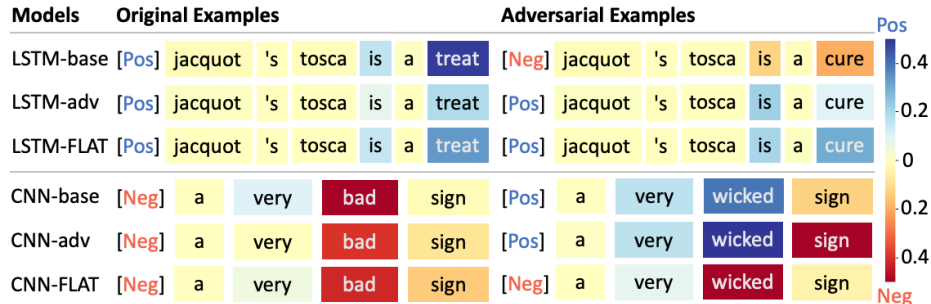 Models Original Examples Adversarial Examples Pos
LSTM-base [Pos] jacquot 's tosca is a treat [Neg] jacquot 's tosca is a cure 0.4
LSTM-adv [Pos] jacquot 's tosca is a treat [Pos] jacquot 's tosca is a cure 0.2
LSTM-FLAT [Pos] jacquot 's tosca is a treat [Pos] jacquot 's tosca is a cure 0
CNN-base [Neg] a very bad sign [Pos] a very wicked sign 0.2
CNN-adv [Neg] a very bad sign [Pos] a very wicked sign 0.4
CNN-FLAT [Neg] a very bad sign [Neg] a very wicked sign Neg